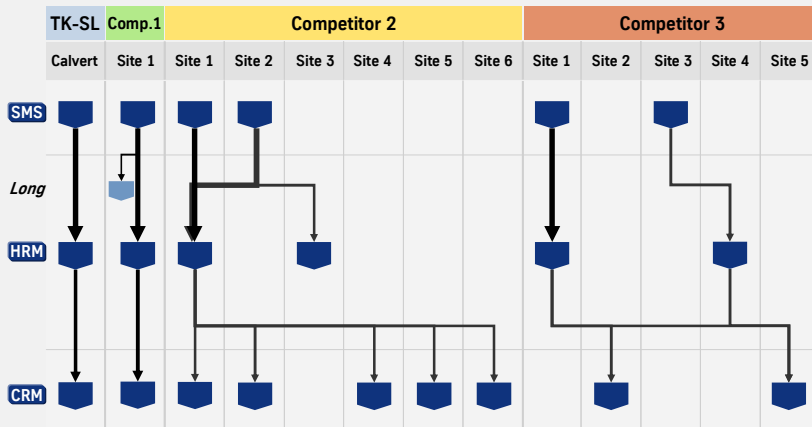 TK-SL Comp.1 Competitor 2 Competitor 3
Calvert Site 1 Site 1 Site 2 Site 3 Site 4 Site 5 Site 6 Site 1 Site 2 Site 3 Site 4 Site 5
SMS
Long
HRM
CRM